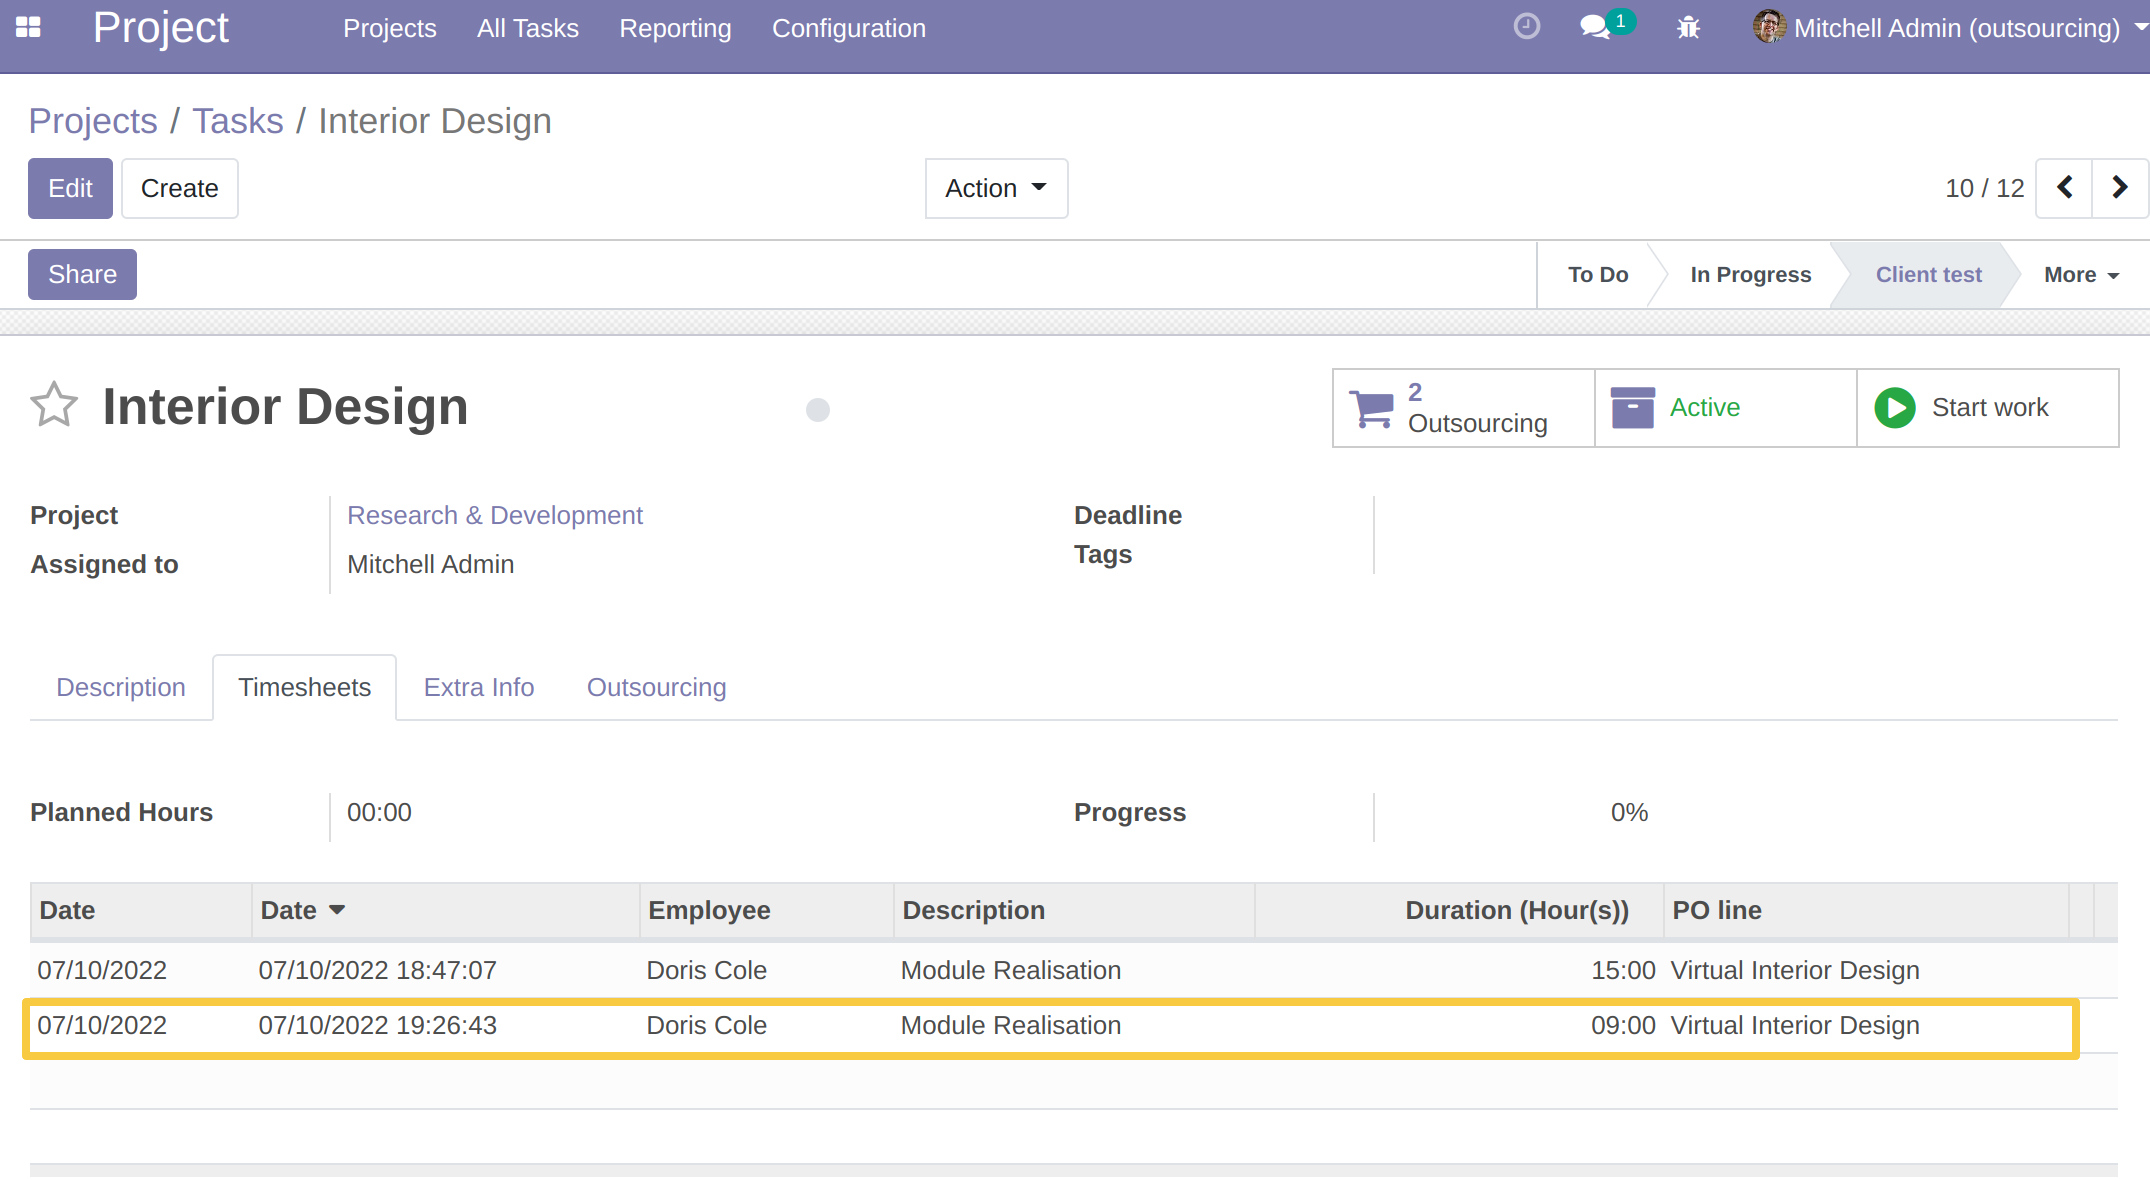 Project Projects All Tasks Reporting Configuration 1 Mitchell Admin (outsourcing)
Projects / Tasks / Interior Design
Edit Create Action 10 / 12
Share To Do In Progress Client test More
Interior Design 2 Outsourcing Active Start work
Project Research & Development Deadline
Assigned to Mitchell Admin Tags
Description Timesheets Extra Info Outsourcing
Planned Hours 00:00 Progress 0%
Date Date Employee Description Duration (Hour(s)) PO line
07/10/2022 07/10/2022 18:47:07 Doris Cole Module Realisation 15:00 Virtual Interior Design
07/10/2022 07/10/2022 19:26:43 Doris Cole Module Realisation 09:00 Virtual Interior Design